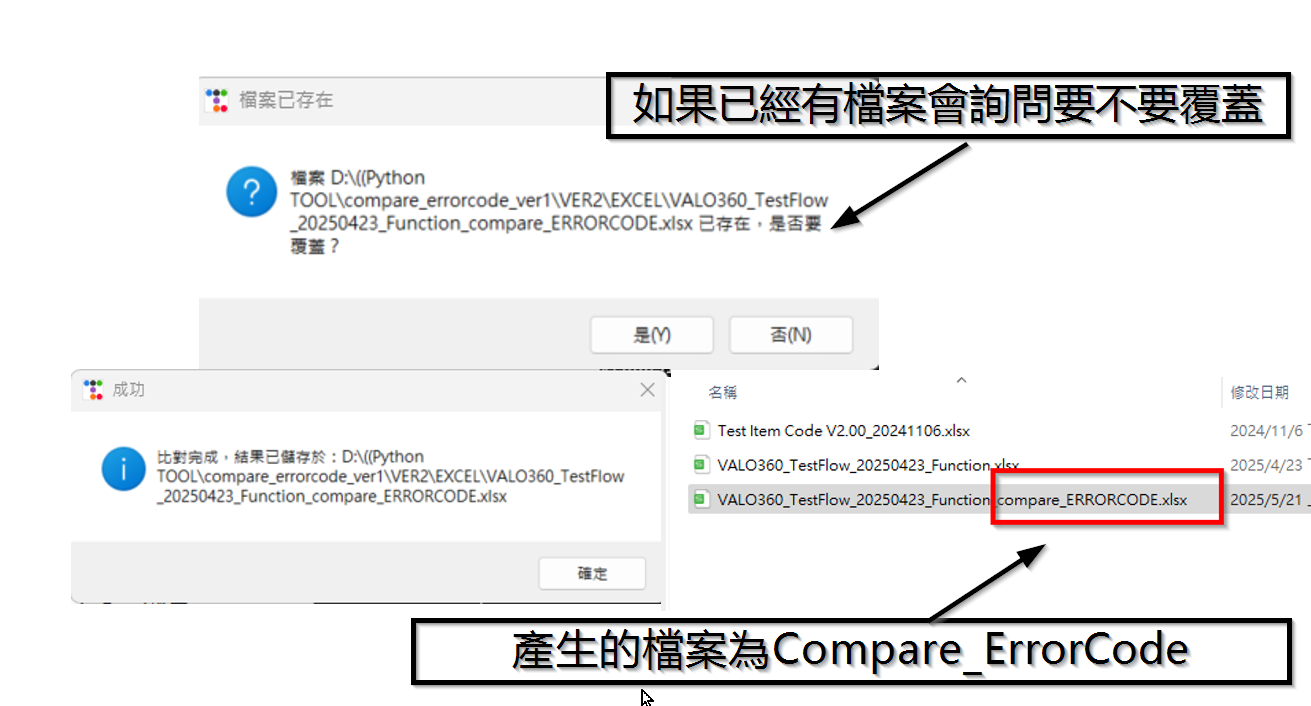 檔案已存在
如果已經有檔案會詢問要不要覆蓋
檔案 D:\((Python
TOOL\compare_errorcode_ver1\VER2\EXCEL\VALO360_TestFlow
_20250423_Function_compare_ERRORCODE.xlsx 已存在，是否要
覆蓋？
是(Y)
否(N)
成功
比對完成，結果已儲存於：D:\((Python
TOOL\compare_errorcode_ver1\VER2\EXCEL\VALO360_TestFlow
_20250423_Function_compare_ERRORCODE.xlsx
確定
名稱
修改日期
Test Item Code V2.00_20241106.xlsx
2024/11/6
VALO360_TestFlow_20250423_Function.xlsx
2025/4/23
VALO360_TestFlow_20250423_Function_compare_ERRORCODE.xlsx
2025/5/21
產生的檔案為Compare_ErrorCode